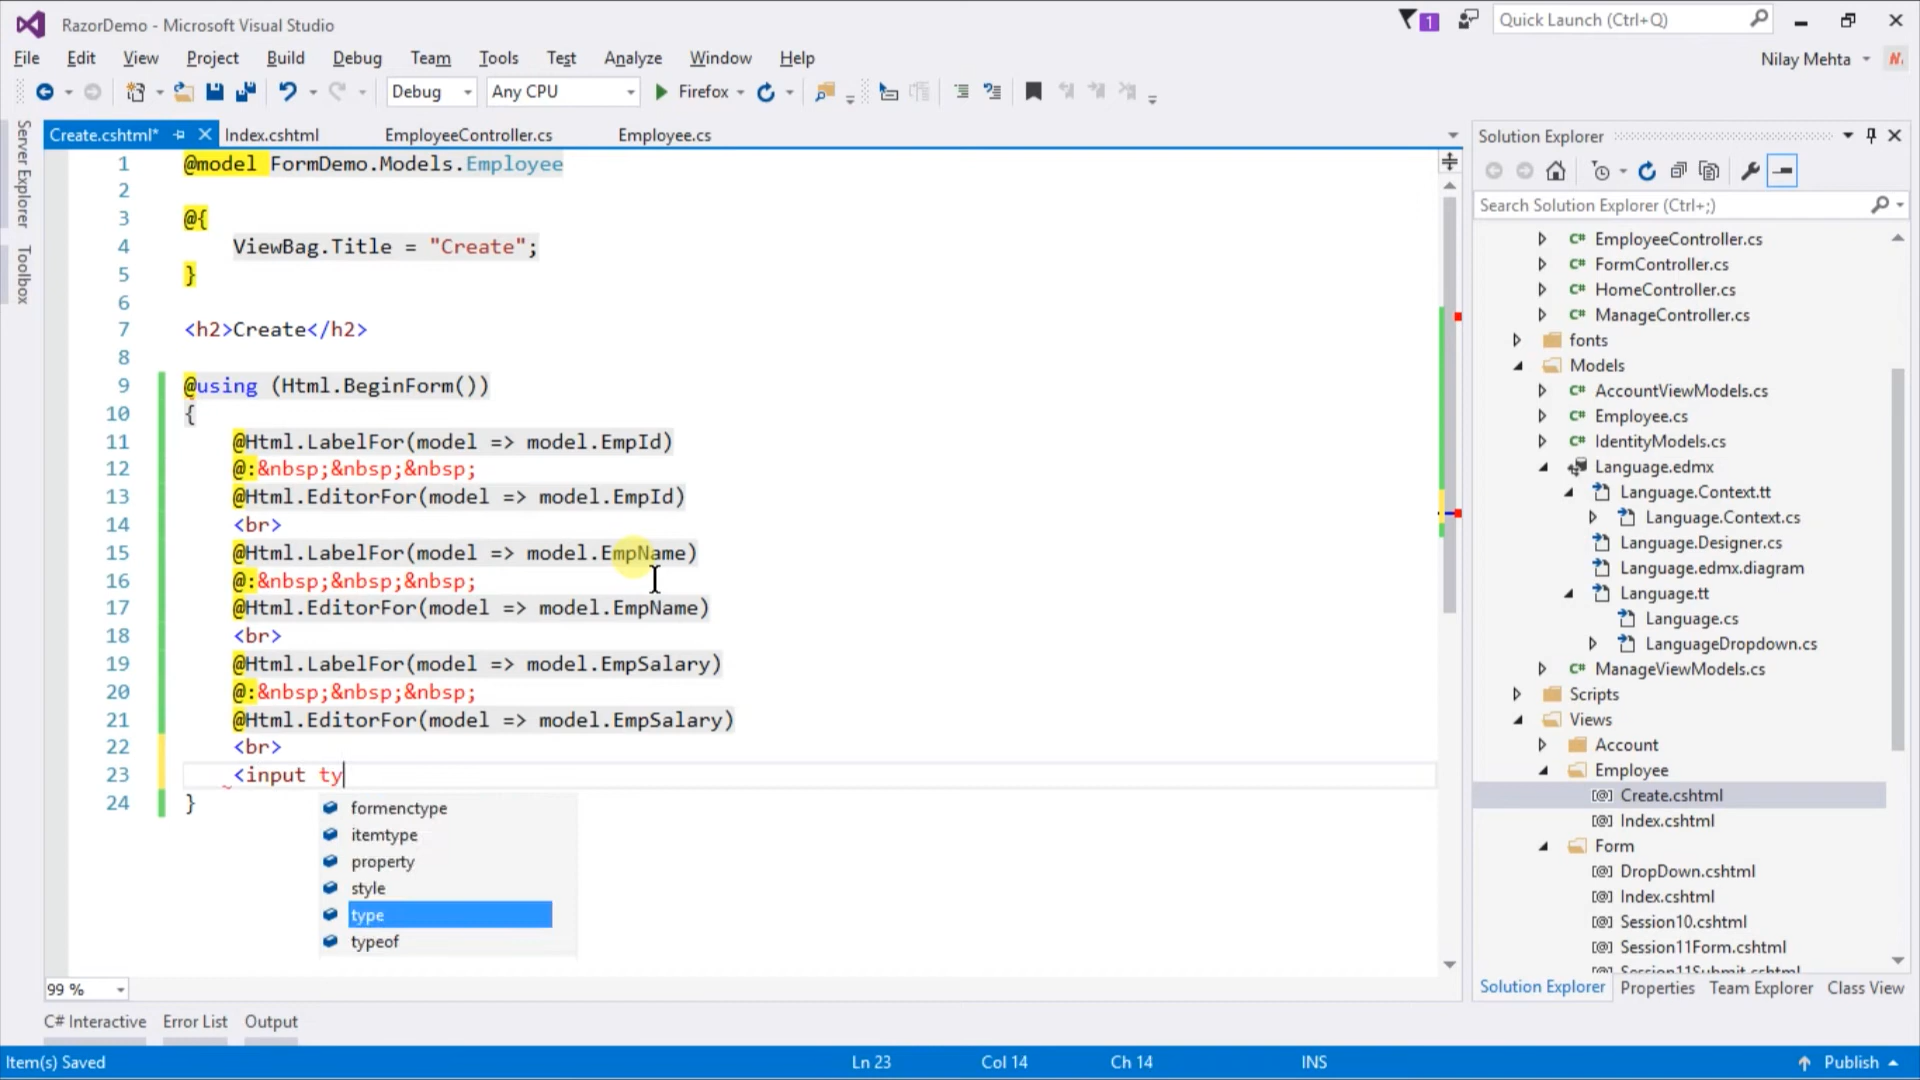 RazorDemo - Microsoft Visual Studio
1
Quick Launch (Ctrl+Q)
File Edit View Project Build Debug Team Tools Test Analyze Window Help
Nilay Mehta
N
Debug Any CPU Firefox
Create.cshtml* Index.cshtml EmployeeController.cs Employee.cs
Server Explorer
Toolbox
1 @model FormDemo.Models.Employee
2
3 @{
4 ViewBag.Title = "Create";
5 }
6
7 <h2>Create</h2>
8
9 @using (Html.BeginForm())
10 {
11 @Html.LabelFor(model => model.EmpId)
12 @:&nbsp;&nbsp;&nbsp;
13 @Html.EditorFor(model => model.EmpId)
14 <br>
15 @Html.LabelFor(model => model.EmpName)
16 @:&nbsp;&nbsp;&nbsp;
17 @Html.EditorFor(model => model.EmpName)
18 <br>
19 @Html.LabelFor(model => model.EmpSalary)
20 @:&nbsp;&nbsp;&nbsp;
21 @Html.EditorFor(model => model.EmpSalary)
22 <br>
23 <input ty
24 }
formenctype
itemtype
property
style
type
typeof
99 %
Solution Explorer
Search Solution Explorer (Ctrl+;)
C# EmployeeController.cs
C# FormController.cs
C# HomeController.cs
C# ManageController.cs
fonts
Models
C# AccountViewModels.cs
C# Employee.cs
C# IdentityModels.cs
Language.edmx
Language.Context.tt
Language.Context.cs
Language.Designer.cs
Language.edmx.diagram
Language.tt
Language.cs
LanguageDropdown.cs
C# ManageViewModels.cs
Scripts
Views
Account
Employee
[@] Create.cshtml
[@] Index.cshtml
Form
[@] DropDown.cshtml
[@] Index.cshtml
[@] Session10.cshtml
[@] Session11Form.cshtml
[@] Session11Submit.cshtml
Solution Explorer Properties Team Explorer Class View
C# Interactive Error List Output
Item(s) Saved Ln 23 Col 14 Ch 14 INS Publish